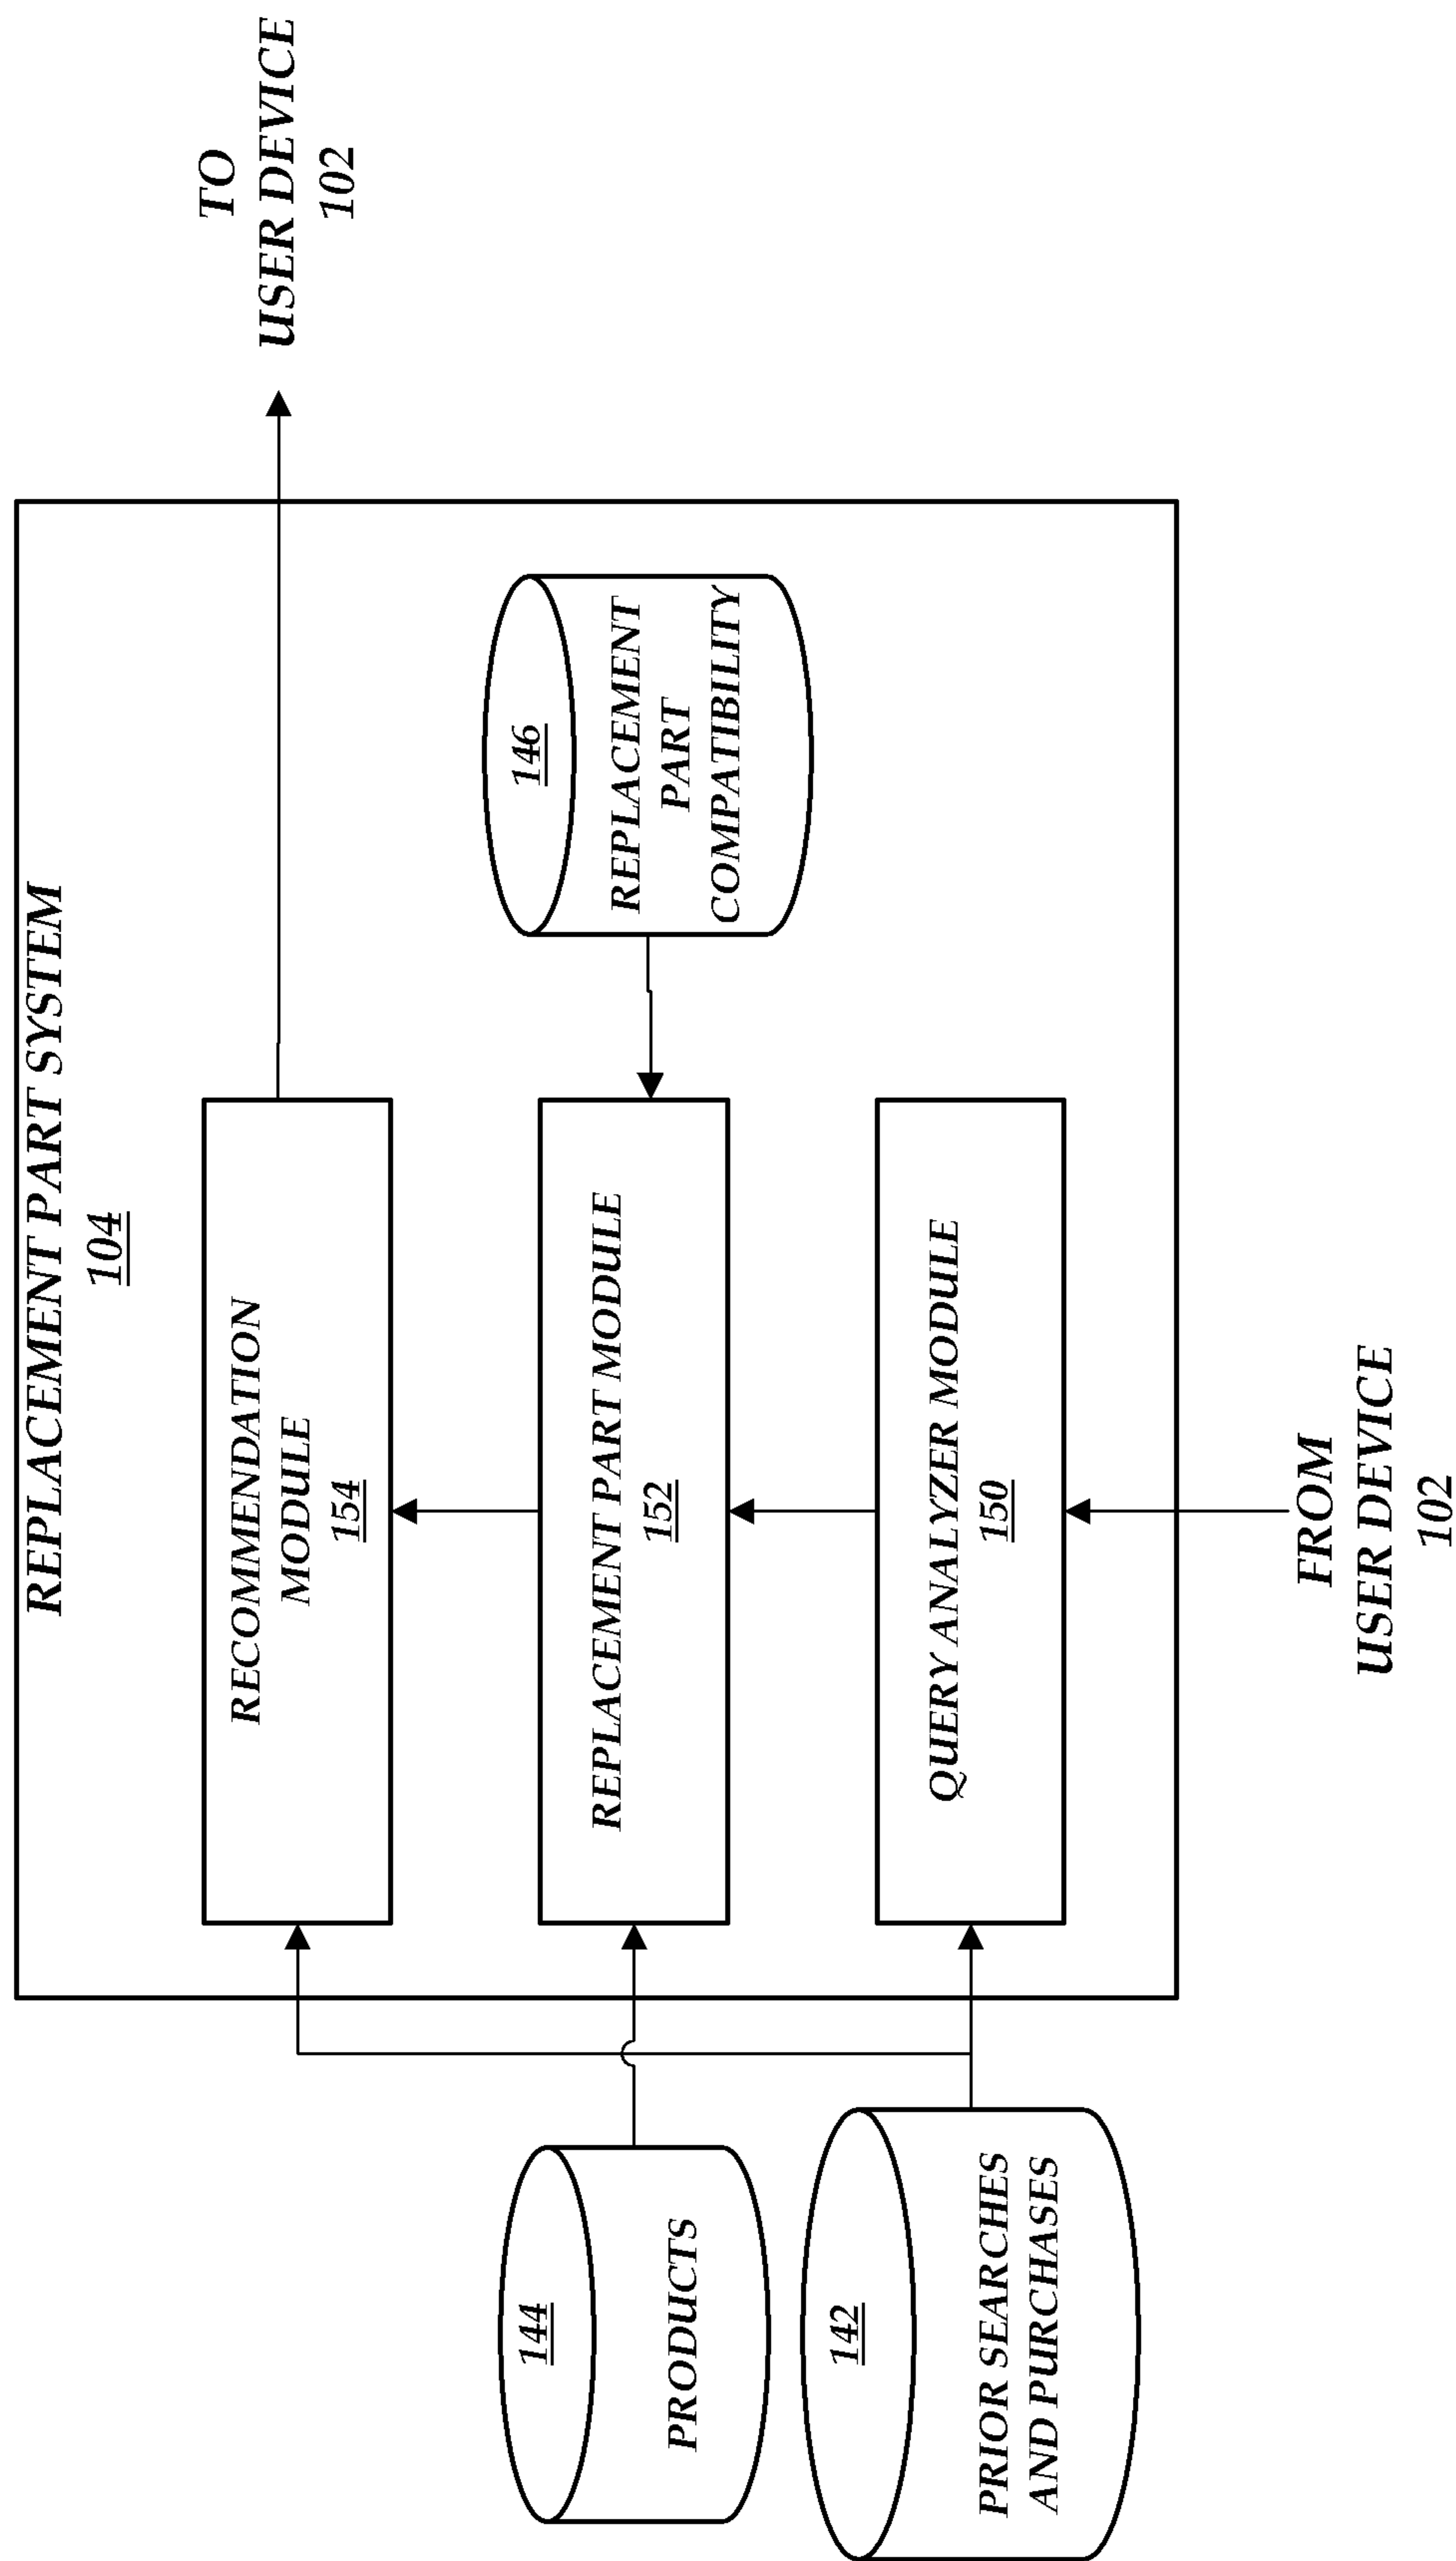 REPLACEMENT PART SYSTEM
104
TO
USER DEVICE
102
RECOMMENDATION
MODULE
154
144
PRODUCTS
REPLACEMENT PART MODULE
152
146
REPLACEMENT
PART
COMPATIBILITY
142
PRIOR SEARCHES
AND PURCHASES
QUERY ANALYZER MODULE
150
FROM
USER DEVICE
102